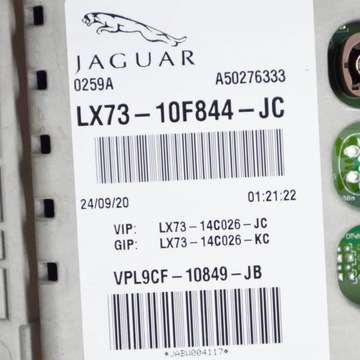 JAGUAR
0259A A50276333
LX73-10F844-JC
24/09/20 01:21:22
VIP: LX73-14C026-JC
GIP: LX73-14C026-KC
VPL9CF-10849-JB
*JABW004117*